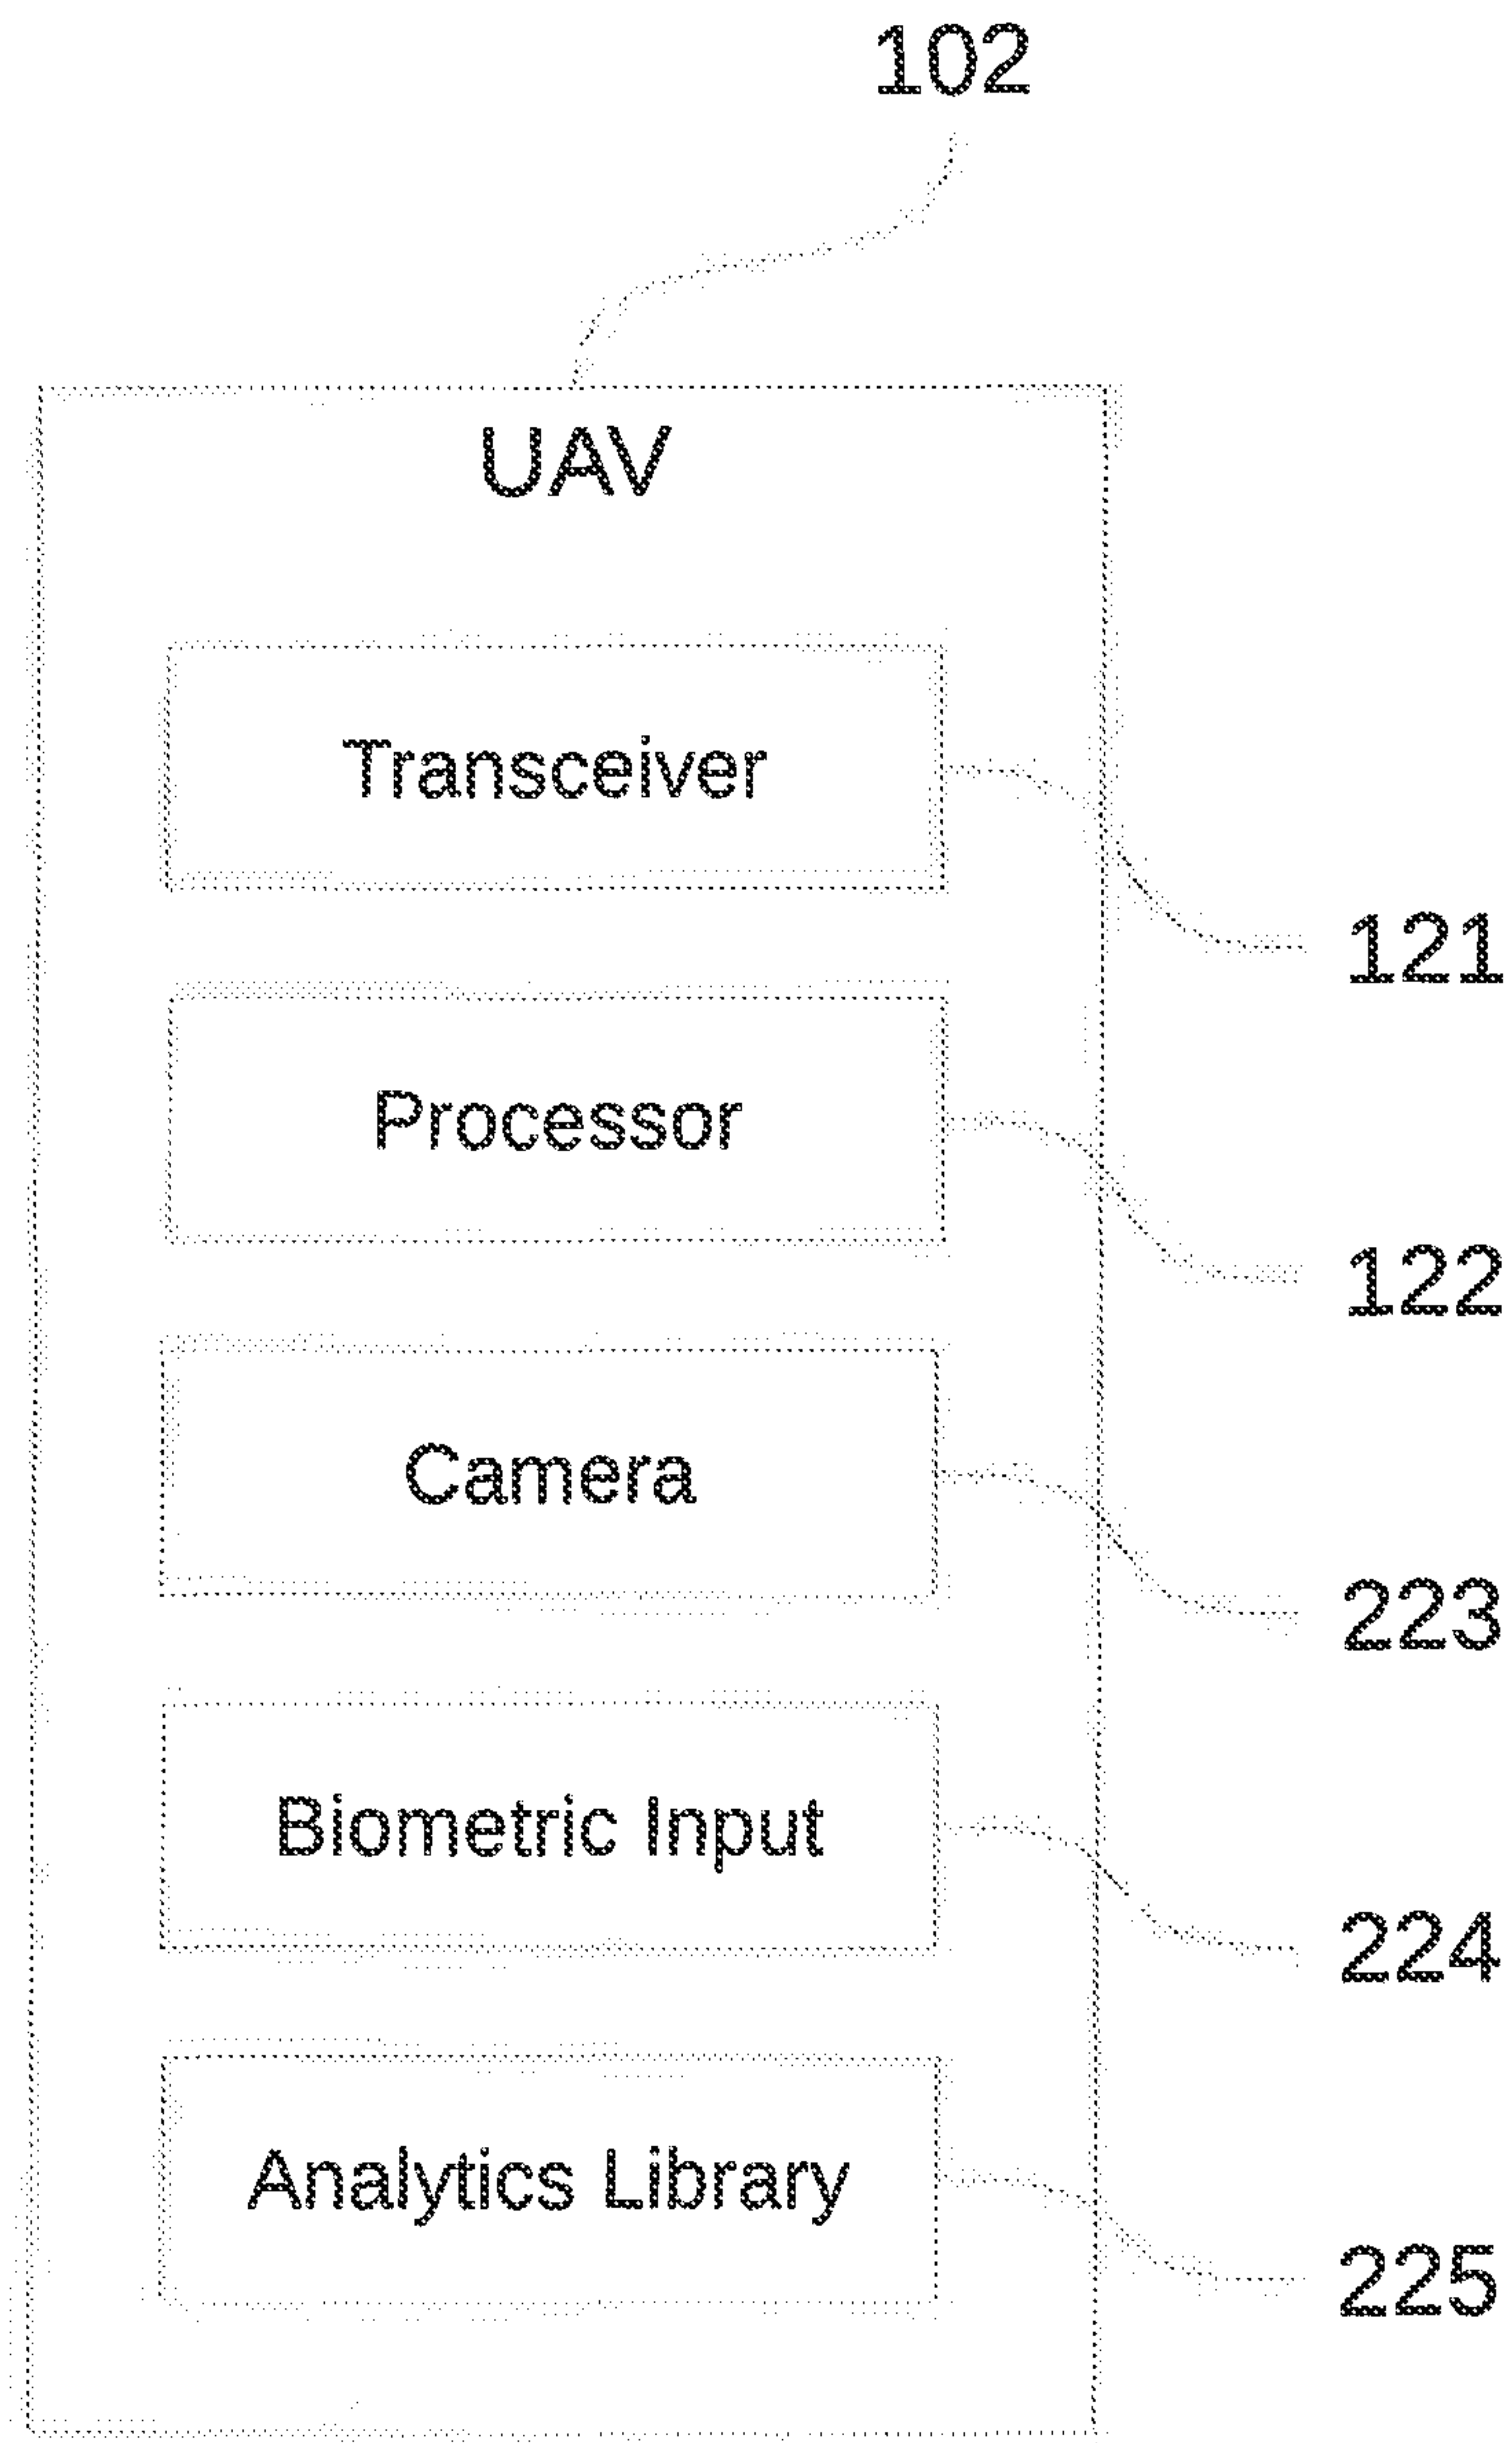 102
UAV
Transceiver
121
Processor
122
Camera
223
Biometric Input
224
Analytics Library
225